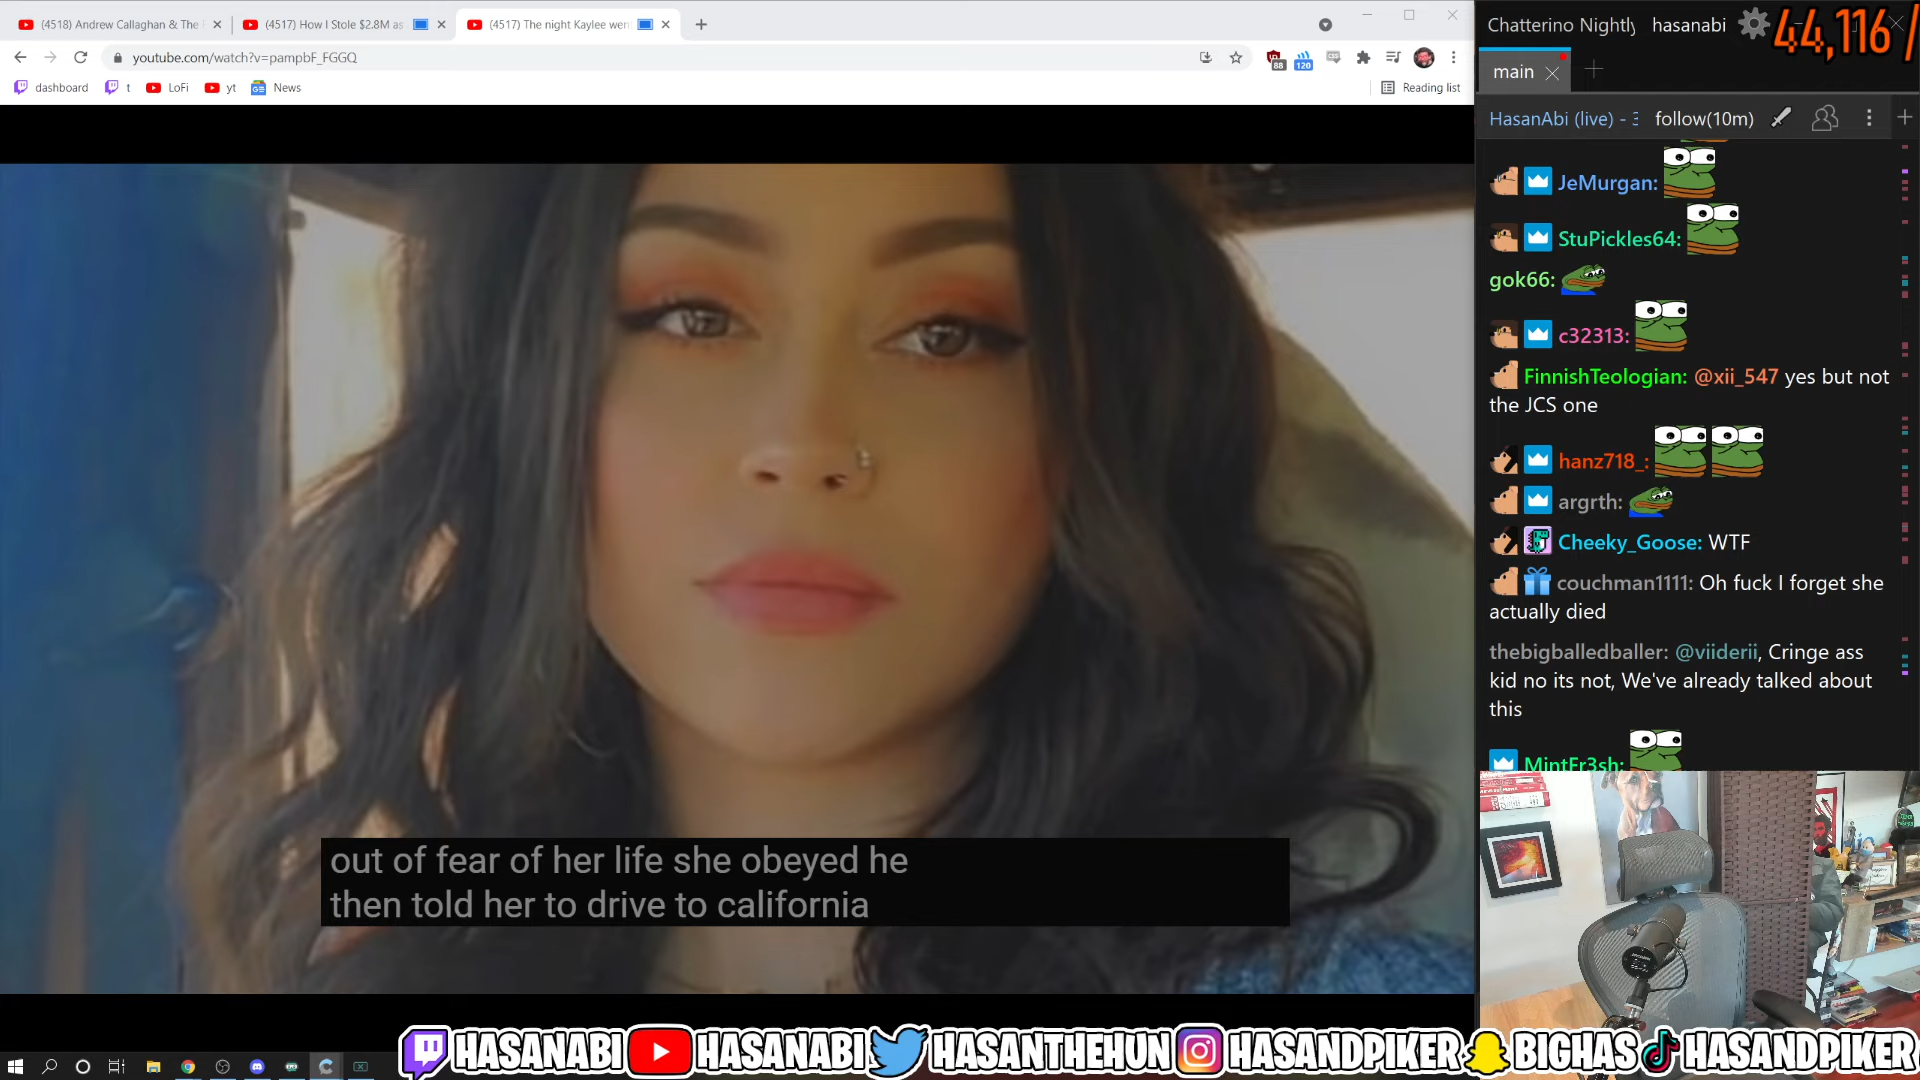 (4518) Andrew Callaghan & The
(4517) How I Stole $2.8M as
(4517) The night Kaylee wen
youtube.com/watch?v=pampbF_FGGQ
88
120
dashboard
t
LoFi
yt
News
Reading list
out of fear of her life she obeyed he
then told her to drive to california
Chatterino Nightly
hasanabi
44,116 /
main
HasanAbi (live) - 3
follow(10m)
JeMurgan:
StuPickles64:
gok66:
c32313:
FinnishTeologian: @xii_547 yes but not
the JCS one
hanz718_:
argrth:
Cheeky_Goose: WTF
couchman1111: Oh fuck I forget she
actually died
thebigballedballer: @viiderii, Cringe ass
kid no its not, We've already talked about
this
MintFr3sh:
HASANABI HASANABI HASANTHEHUN HASANDPIKER BIGHAS HASANDPIKER